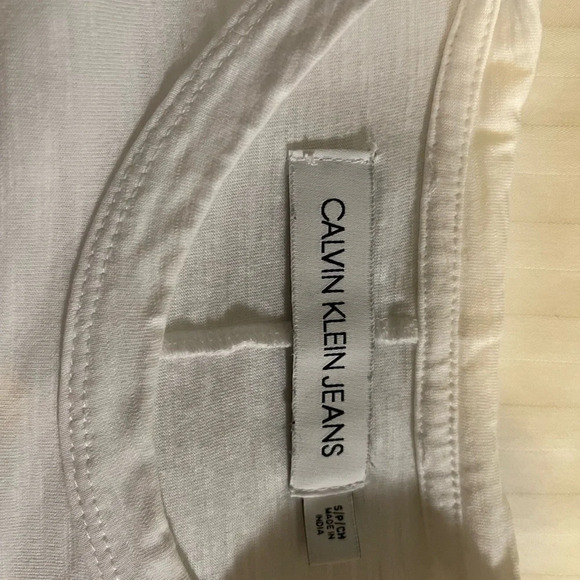 CALVIN KLEIN JEANS
S/P/CH
MADE IN
INDIA